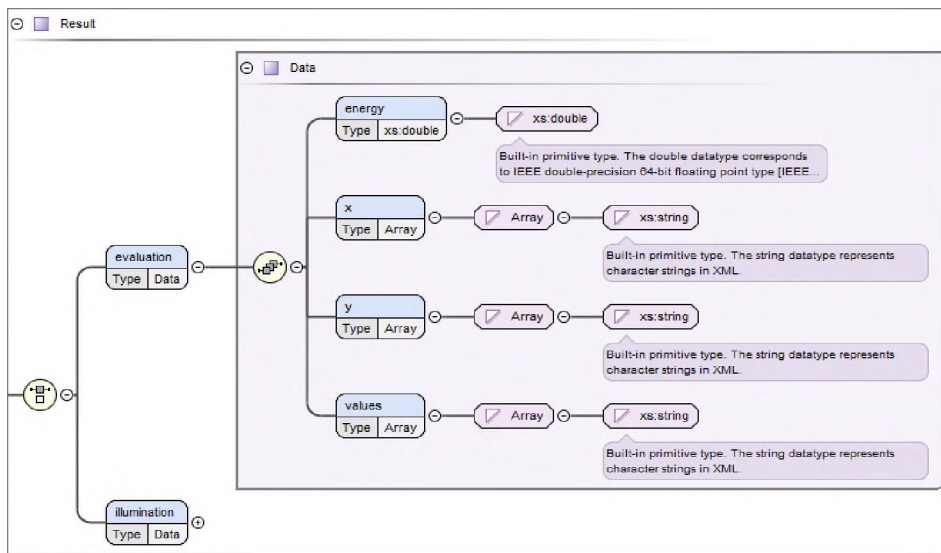 Result
Data
energy
Type xs:double
xs:double
Built-in primitive type. The double datatype corresponds
to IEEE double-precision 64-bit floating point type [IEEE...
x
Type Array
Array
xs:string
Built-in primitive type. The string datatype represents
character strings in XML.
evaluation
Type Data
y
Type Array
Array
xs:string
Built-in primitive type. The string datatype represents
character strings in XML.
values
Type Array
Array
xs:string
Built-in primitive type. The string datatype represents
character strings in XML.
illumination
Type Data